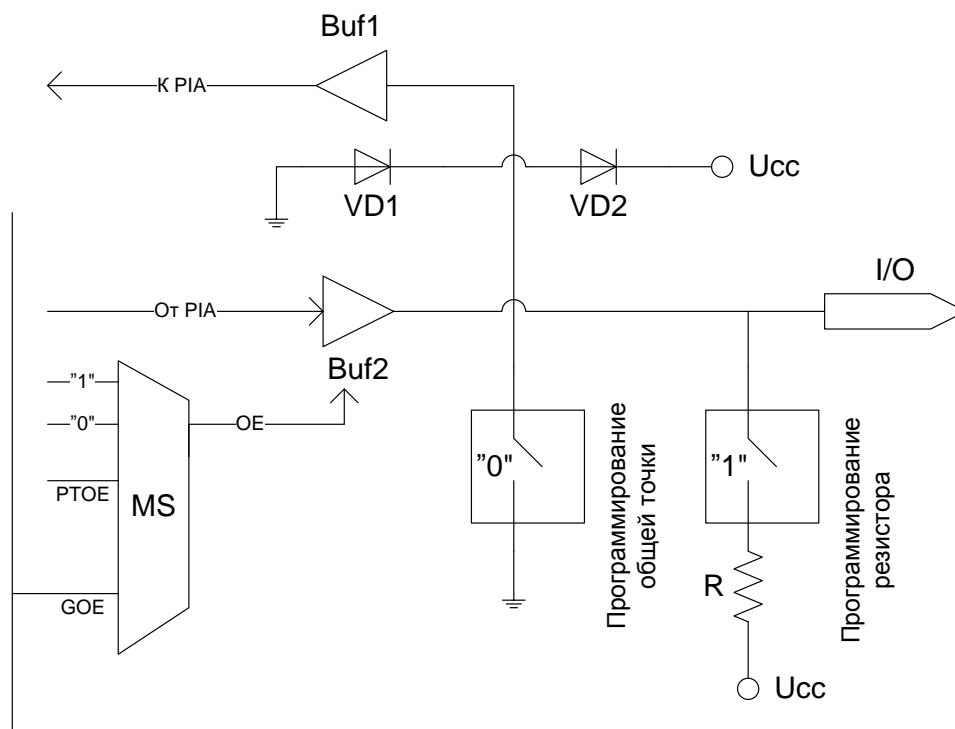 Buf1
К PIA
VD1
VD2
Ucc
От PIA
Buf2
I/O
"1"
"0"
PTOE
GOE
MS
OE
"0"
Программирование
общей точки
"1"
Программирование
резистора
R
Ucc